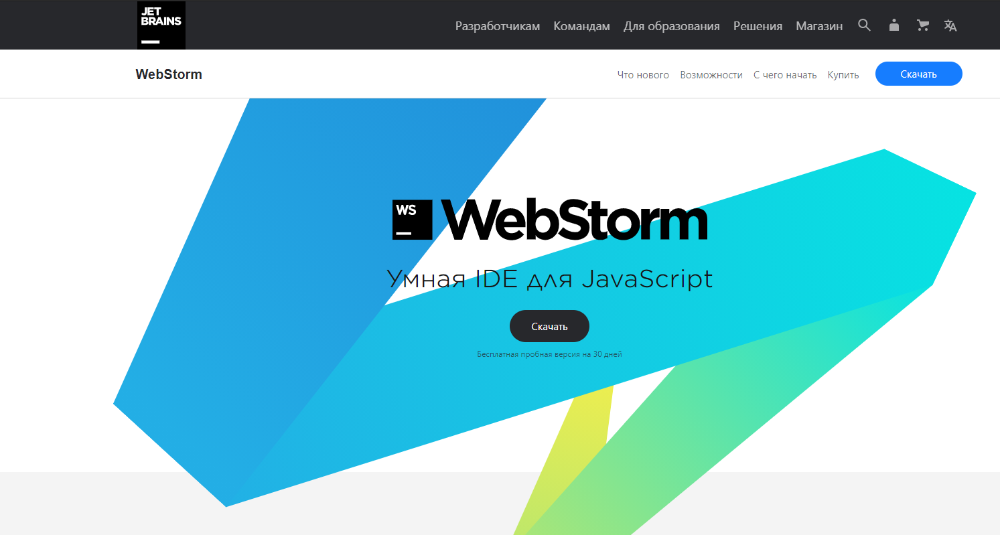 JET
BRAINS
Разработчикам Командам Для образования Решения Магазин
WebStorm
Что нового Возможности С чего начать Купить Скачать
WS
WebStorm
Умная IDE для JavaScript
Скачать
Бесплатная пробная версия на 30 дней